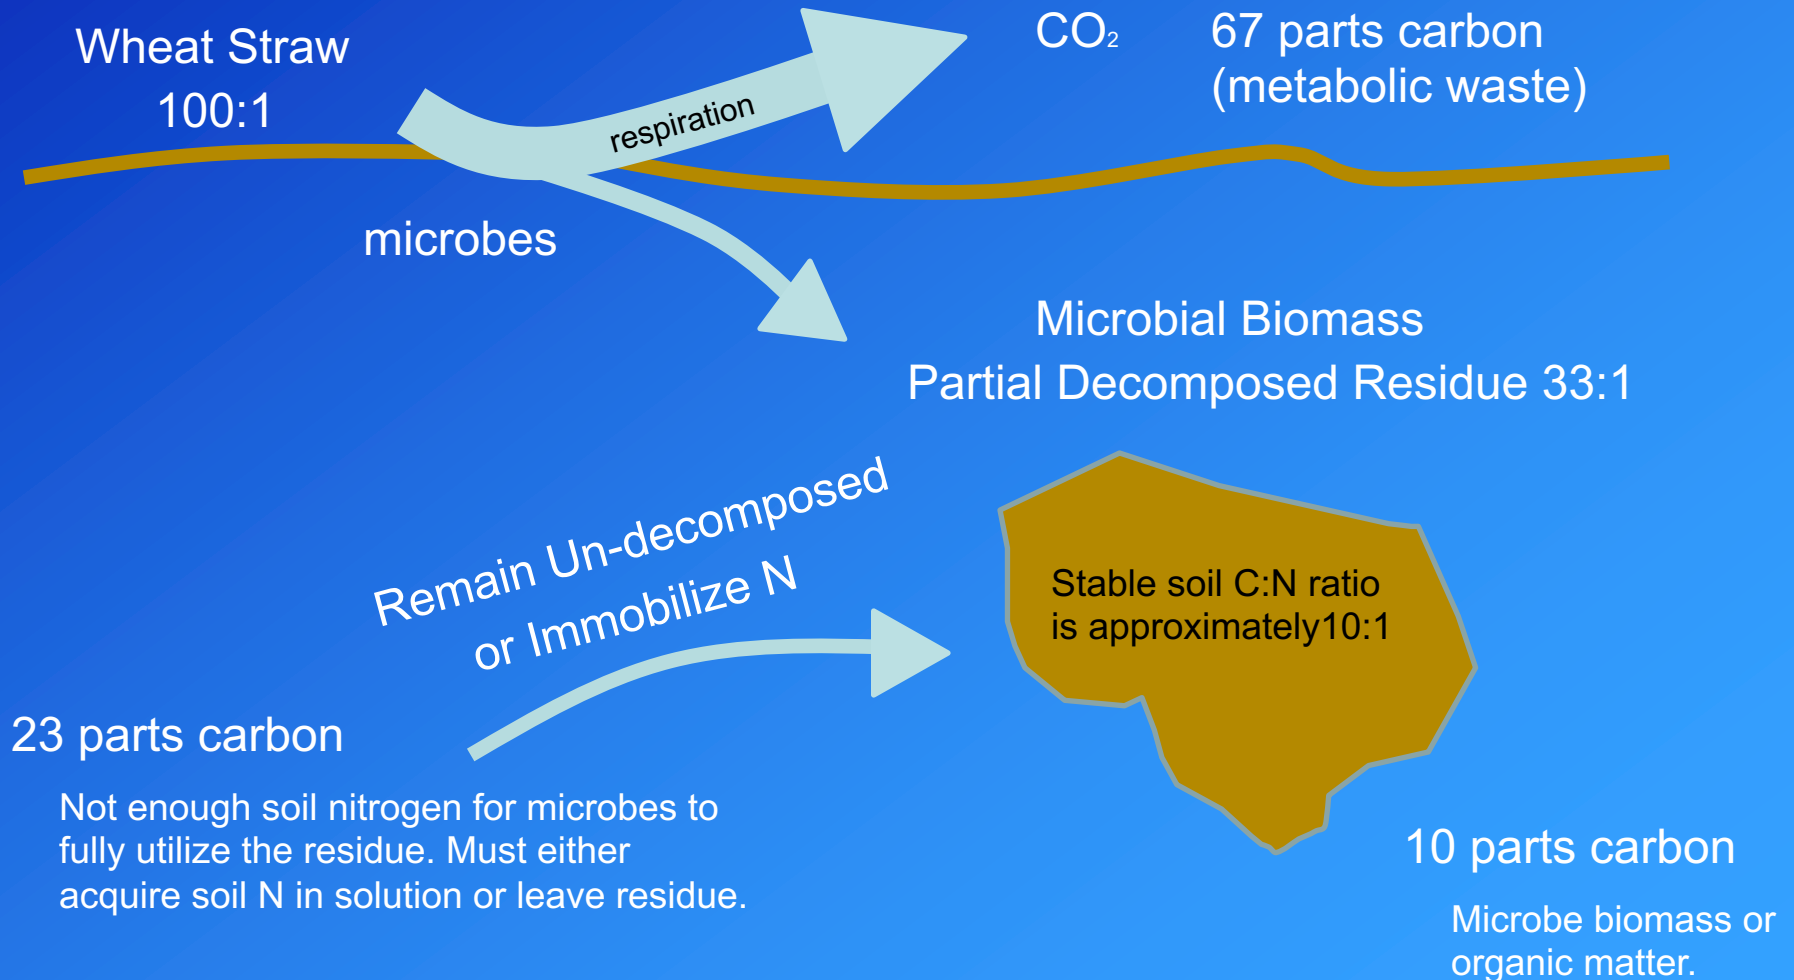 Wheat Straw
100:1
respiration
CO₂
67 parts carbon
(metabolic waste)
microbes
Microbial Biomass
Partial Decomposed Residue 33:1
Remain Un-decomposed
or Immobilize N
Stable soil C:N ratio
is approximately10:1
23 parts carbon
Not enough soil nitrogen for microbes to
fully utilize the residue. Must either
acquire soil N in solution or leave residue.
10 parts carbon
Microbe biomass or
organic matter.